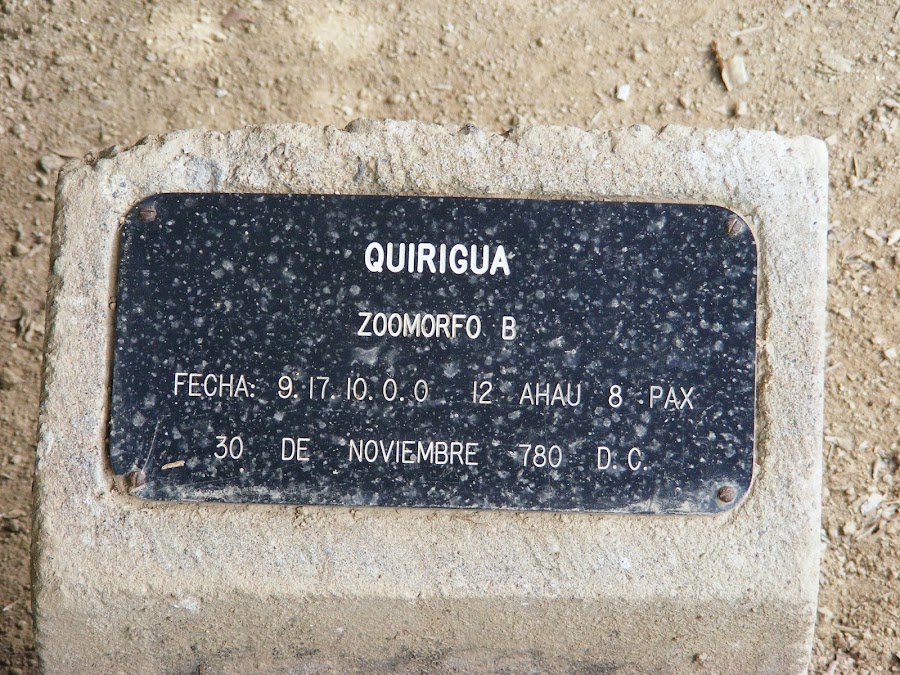 QUIRIGUA
ZOOMORFO B
FECHA: 9.17.10.0.0 12 AHAU 8 PAX
30 DE NOVIEMBRE 780 D.C.